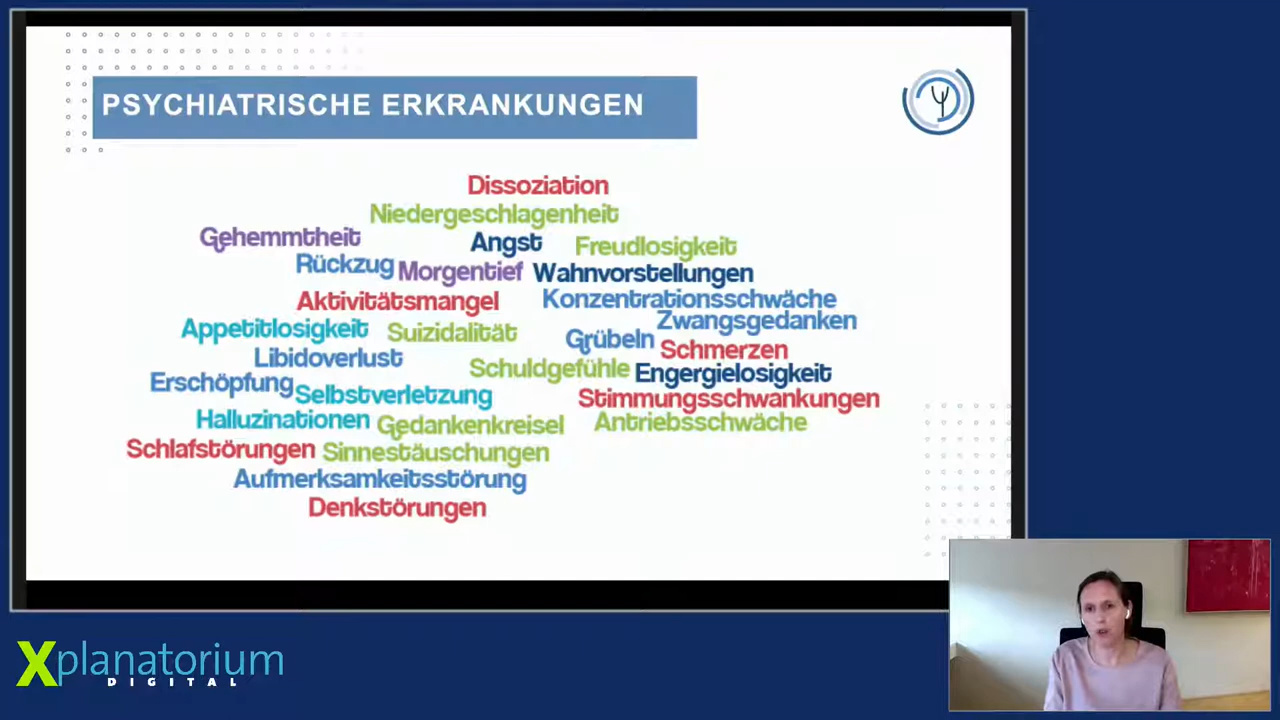 PSYCHIATRISCHE ERKRANKUNGEN
Dissoziation
Niedergeschlagenheit
Gehemmtheit
Angst
Freudlosigkeit
Rückzug
Morgentief
Wahnvorstellungen
Aktivitätsmangel
Konzentrationsschwäche
Zwangsgedanken
Appetitlosigkeit
Suizidalität
Grübeln
Schmerzen
Libidoverlust
Schuldgefühle
Engergielosigkeit
Erschöpfung
Selbstverletzung
Stimmungsschwankungen
Halluzinationen
Gedankenkreisel
Antriebsschwäche
Schlafstörungen
Sinnestäuschungen
Aufmerksamkeitsstörung
Denkstörungen
Xplanatorium
DIGITAL